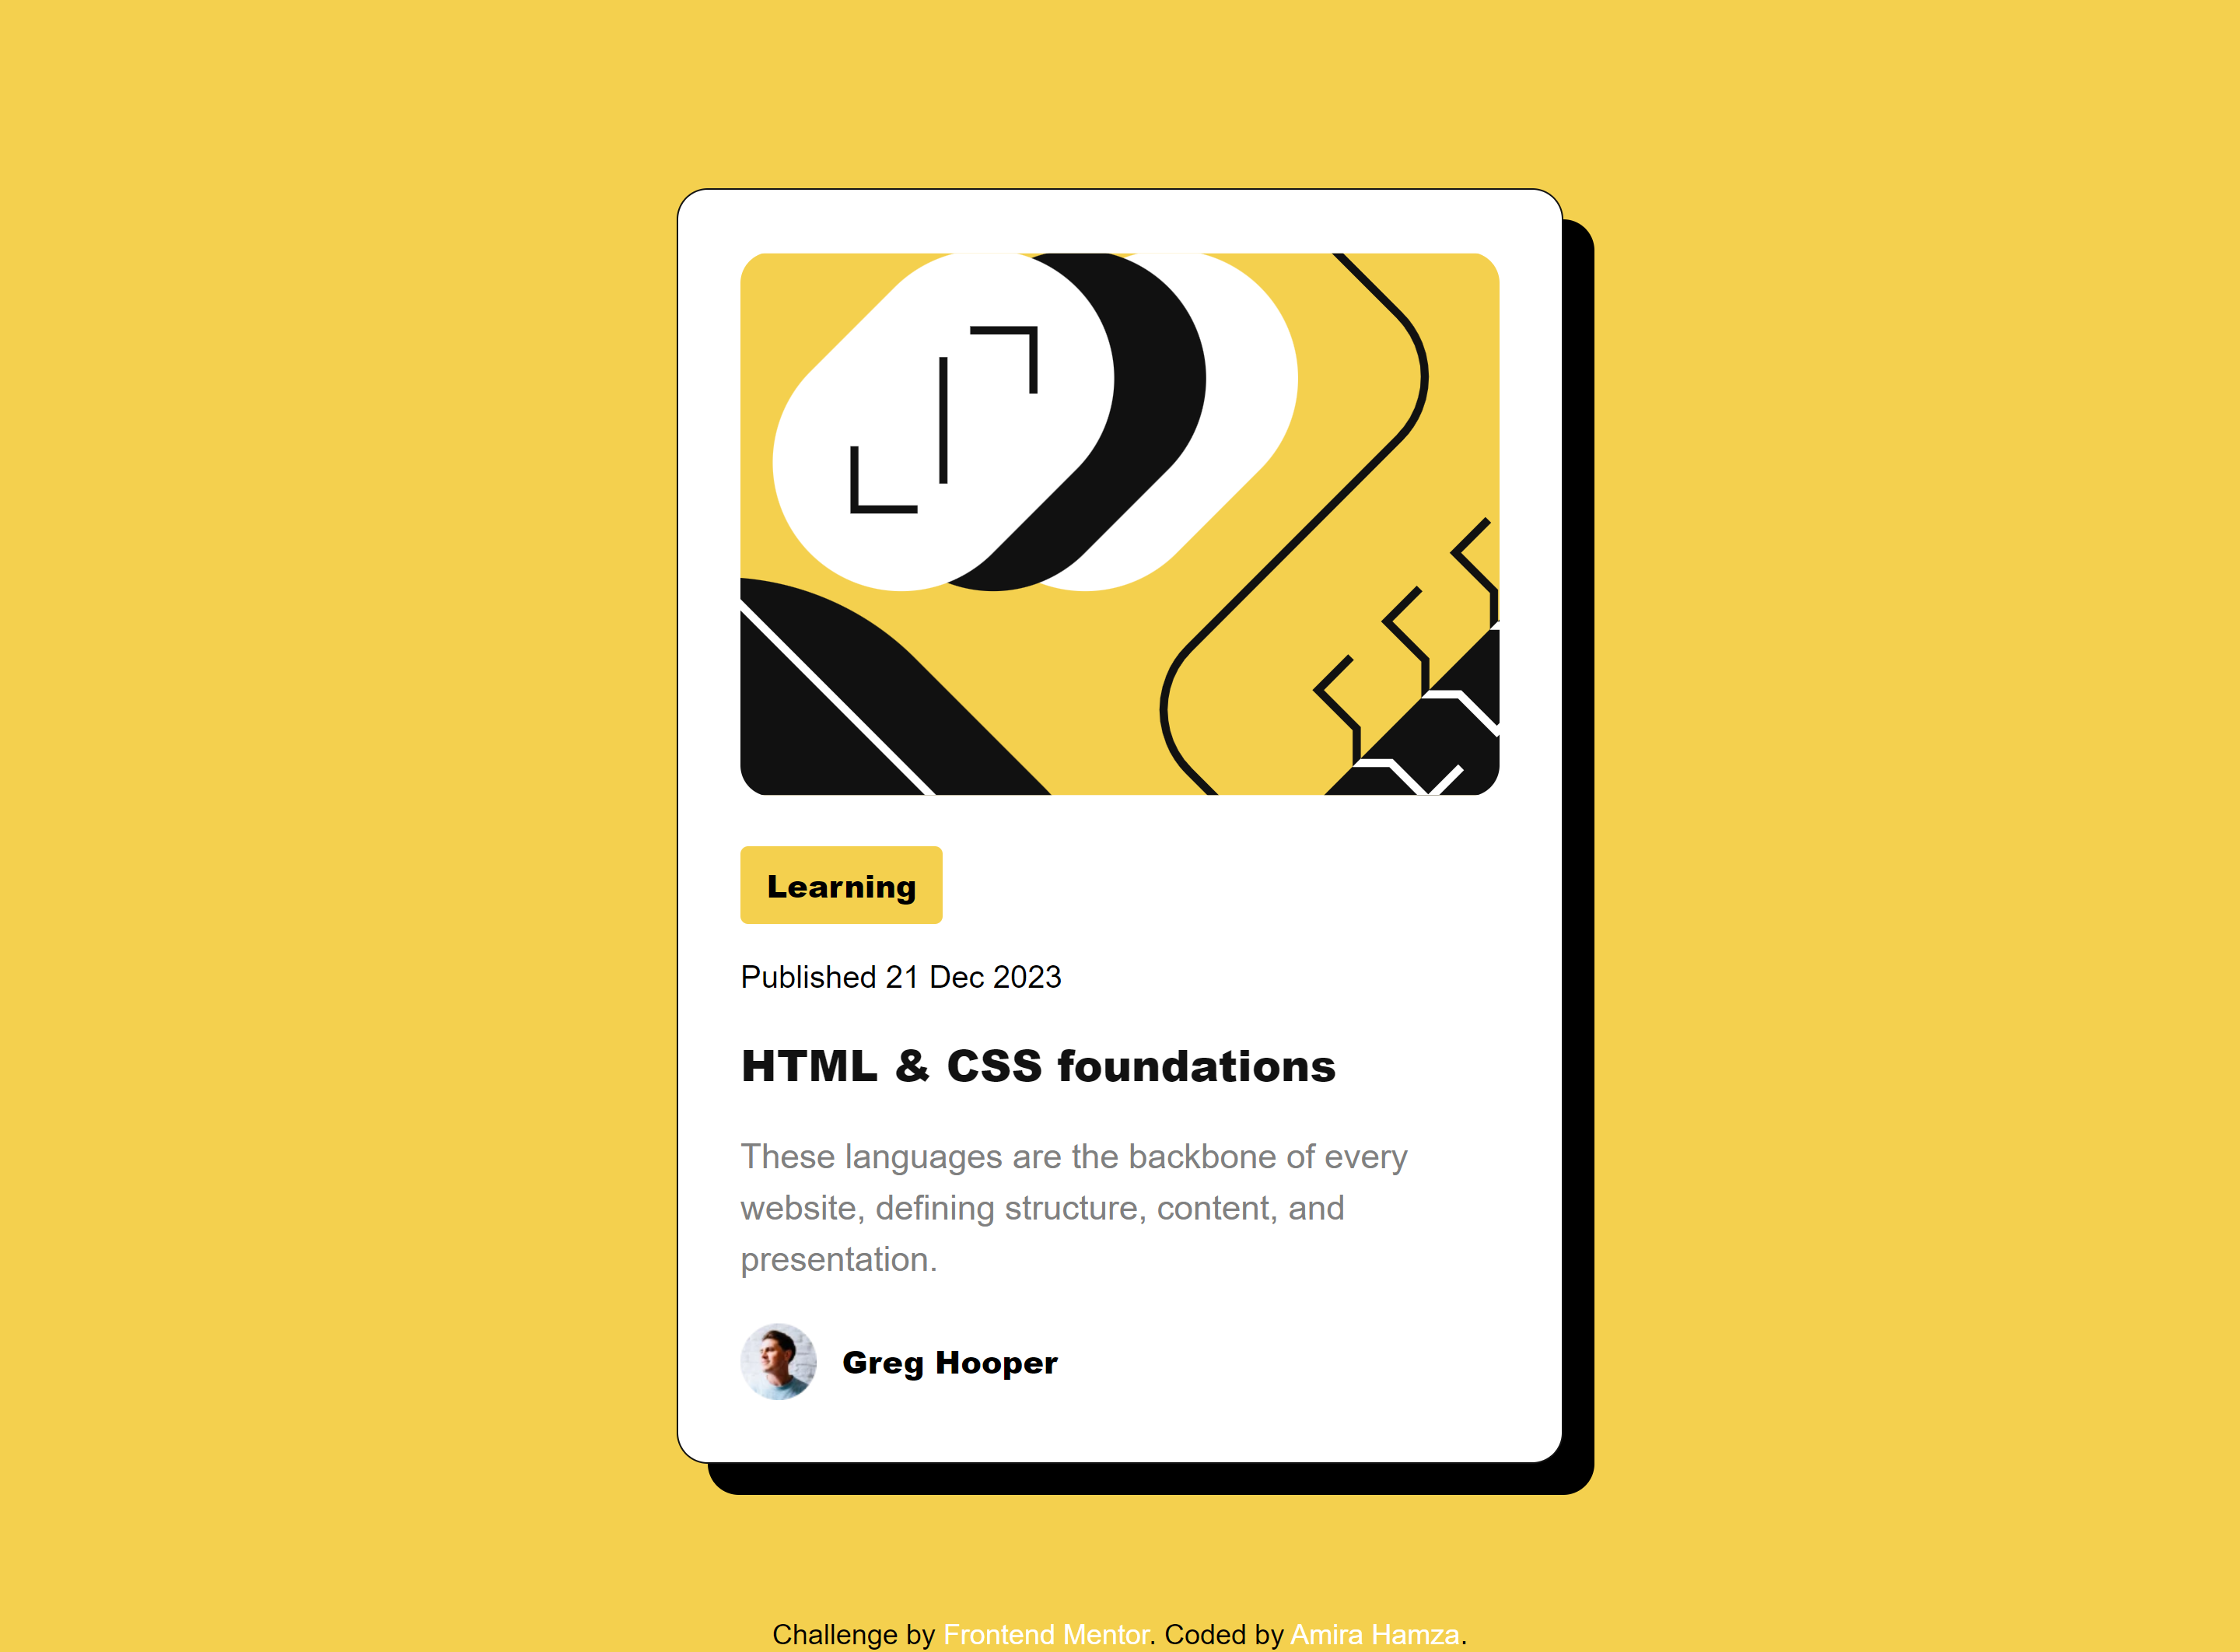 Learning
Published 21 Dec 2023
HTML & CSS foundations
These languages are the backbone of every
website, defining structure, content, and
presentation.
Greg Hooper
Challenge by Frontend Mentor. Coded by Amira Hamza.